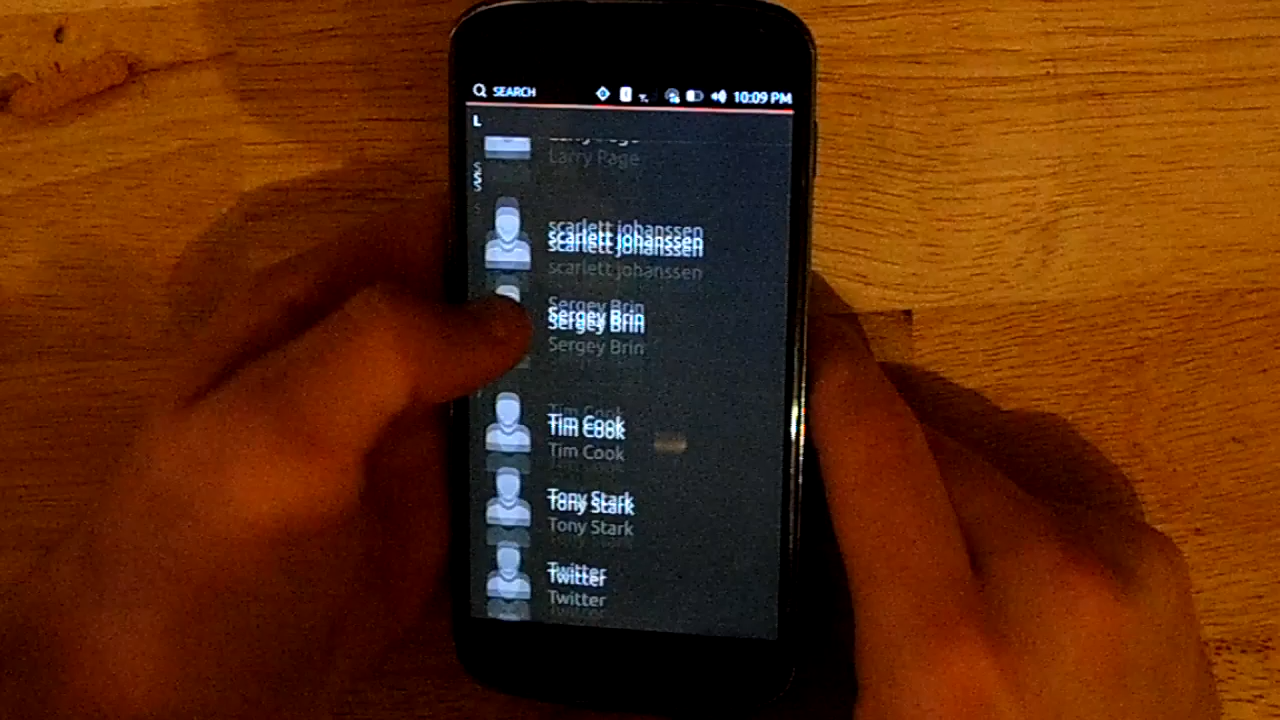 SEARCH 10:09 PM
L
Larry Page
S
scarlett johanssen
Sergey Brin
Tim Cook
Tony Stark
Twitter